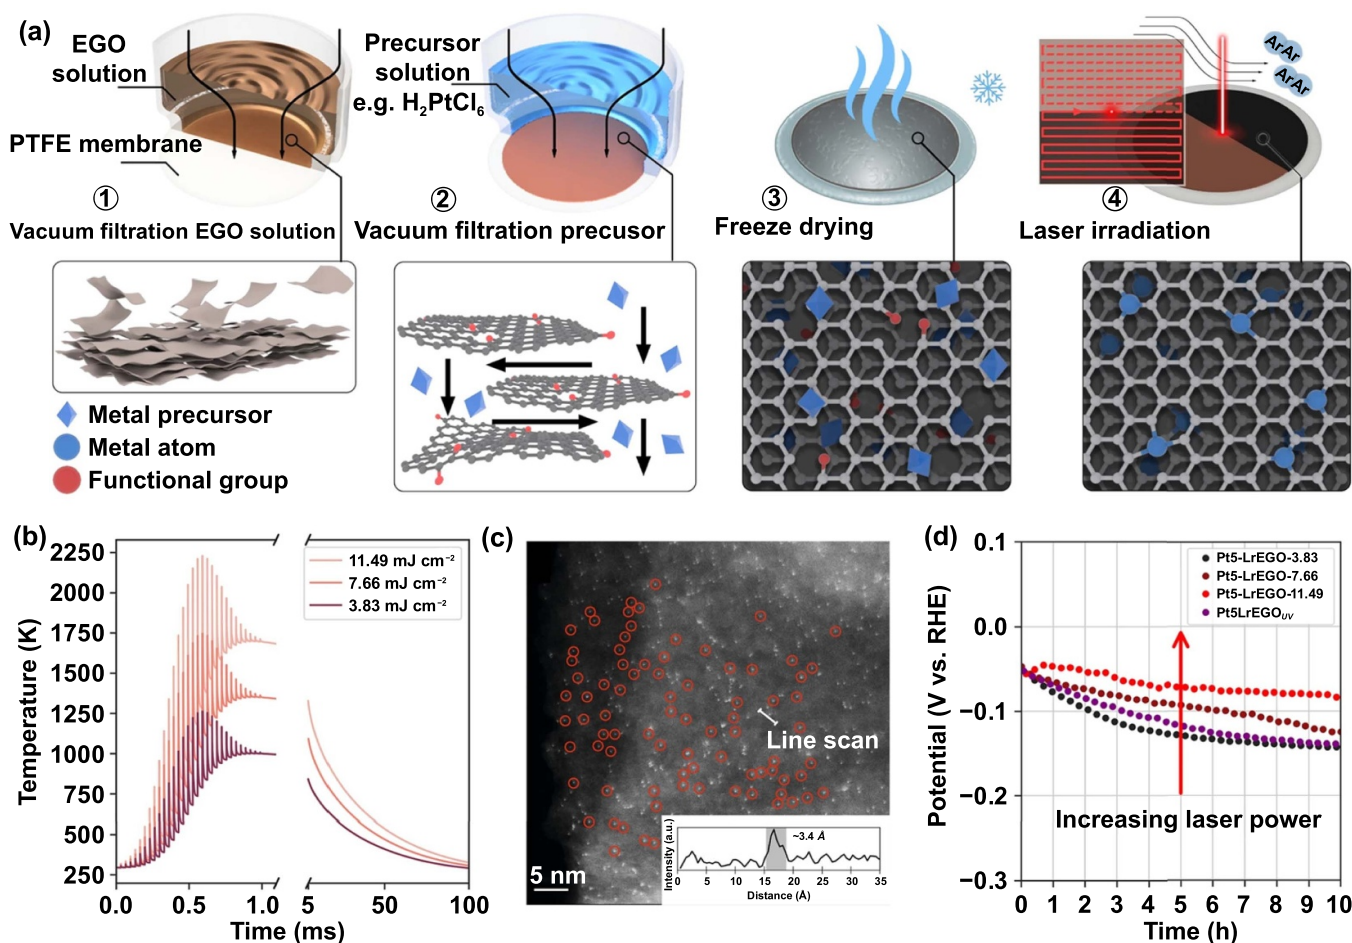 (a)
EGO
solution
PTFE membrane
①
Vacuum filtration EGO solution
Precursor
solution
e.g. H₂PtCl₆
②
Vacuum filtration precusor
③
Freeze drying
ArAr
ArAr
④
Laser irradiation
Metal precursor
Metal atom
Functional group
(b)
Temperature (K)
2250
2000
1750
1500
1250
1000
750
500
250
11.49 mJ cm⁻²
7.66 mJ cm⁻²
3.83 mJ cm⁻²
0.0 0.5 1.0 5 50 100
Time (ms)
(c)
Line scan
5 nm
Intensity (a.u.)
~3.4 Å
0 5 10 15 20 25 30 35
Distance (Å)
(d)
Potential (V vs. RHE)
0.1
0.0
−0.1
−0.2
−0.3
Pt5-LrEGO-3.83
Pt5-LrEGO-7.66
Pt5-LrEGO-11.49
Pt5LrEGO_UV
Increasing laser power
0 1 2 3 4 5 6 7 8 9 10
Time (h)